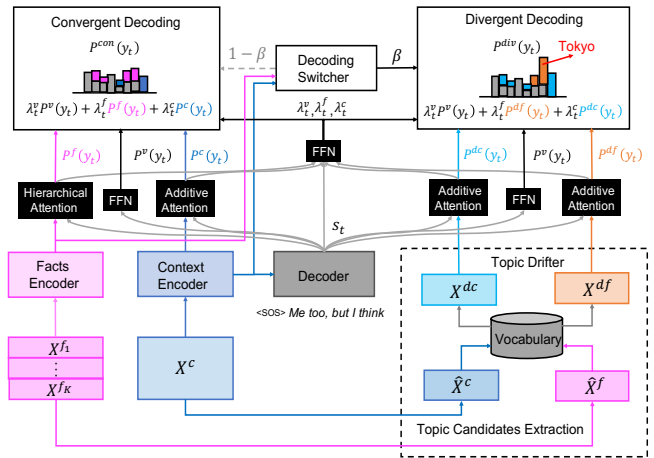 Convergent Decoding
P^{con}(y_t)
λ_t^v P^v(y_t) + λ_t^f P^f(y_t) + λ_t^c P^c(y_t)
1 − β
Decoding
Switcher
β
Divergent Decoding
P^{div}(y_t)
Tokyo
λ_t^v P^v(y_t) + λ_t^f P^{df}(y_t) + λ_t^c P^{dc}(y_t)
λ_t^v, λ_t^f, λ_t^c
FFN
P^f(y_t)
P^v(y_t)
P^c(y_t)
P^{dc}(y_t)
P^v(y_t)
P^{df}(y_t)
Hierarchical
Attention
FFN
Additive
Attention
Additive
Attention
FFN
Additive
Attention
s_t
Facts
Encoder
Context
Encoder
Decoder
<SOS> Me too, but I think
Topic Drifter
X^{dc}
X^{df}
Vocabulary
X^{f_1}
⋮
X^{f_K}
X^c
X̂^c
X̂^f
Topic Candidates Extraction